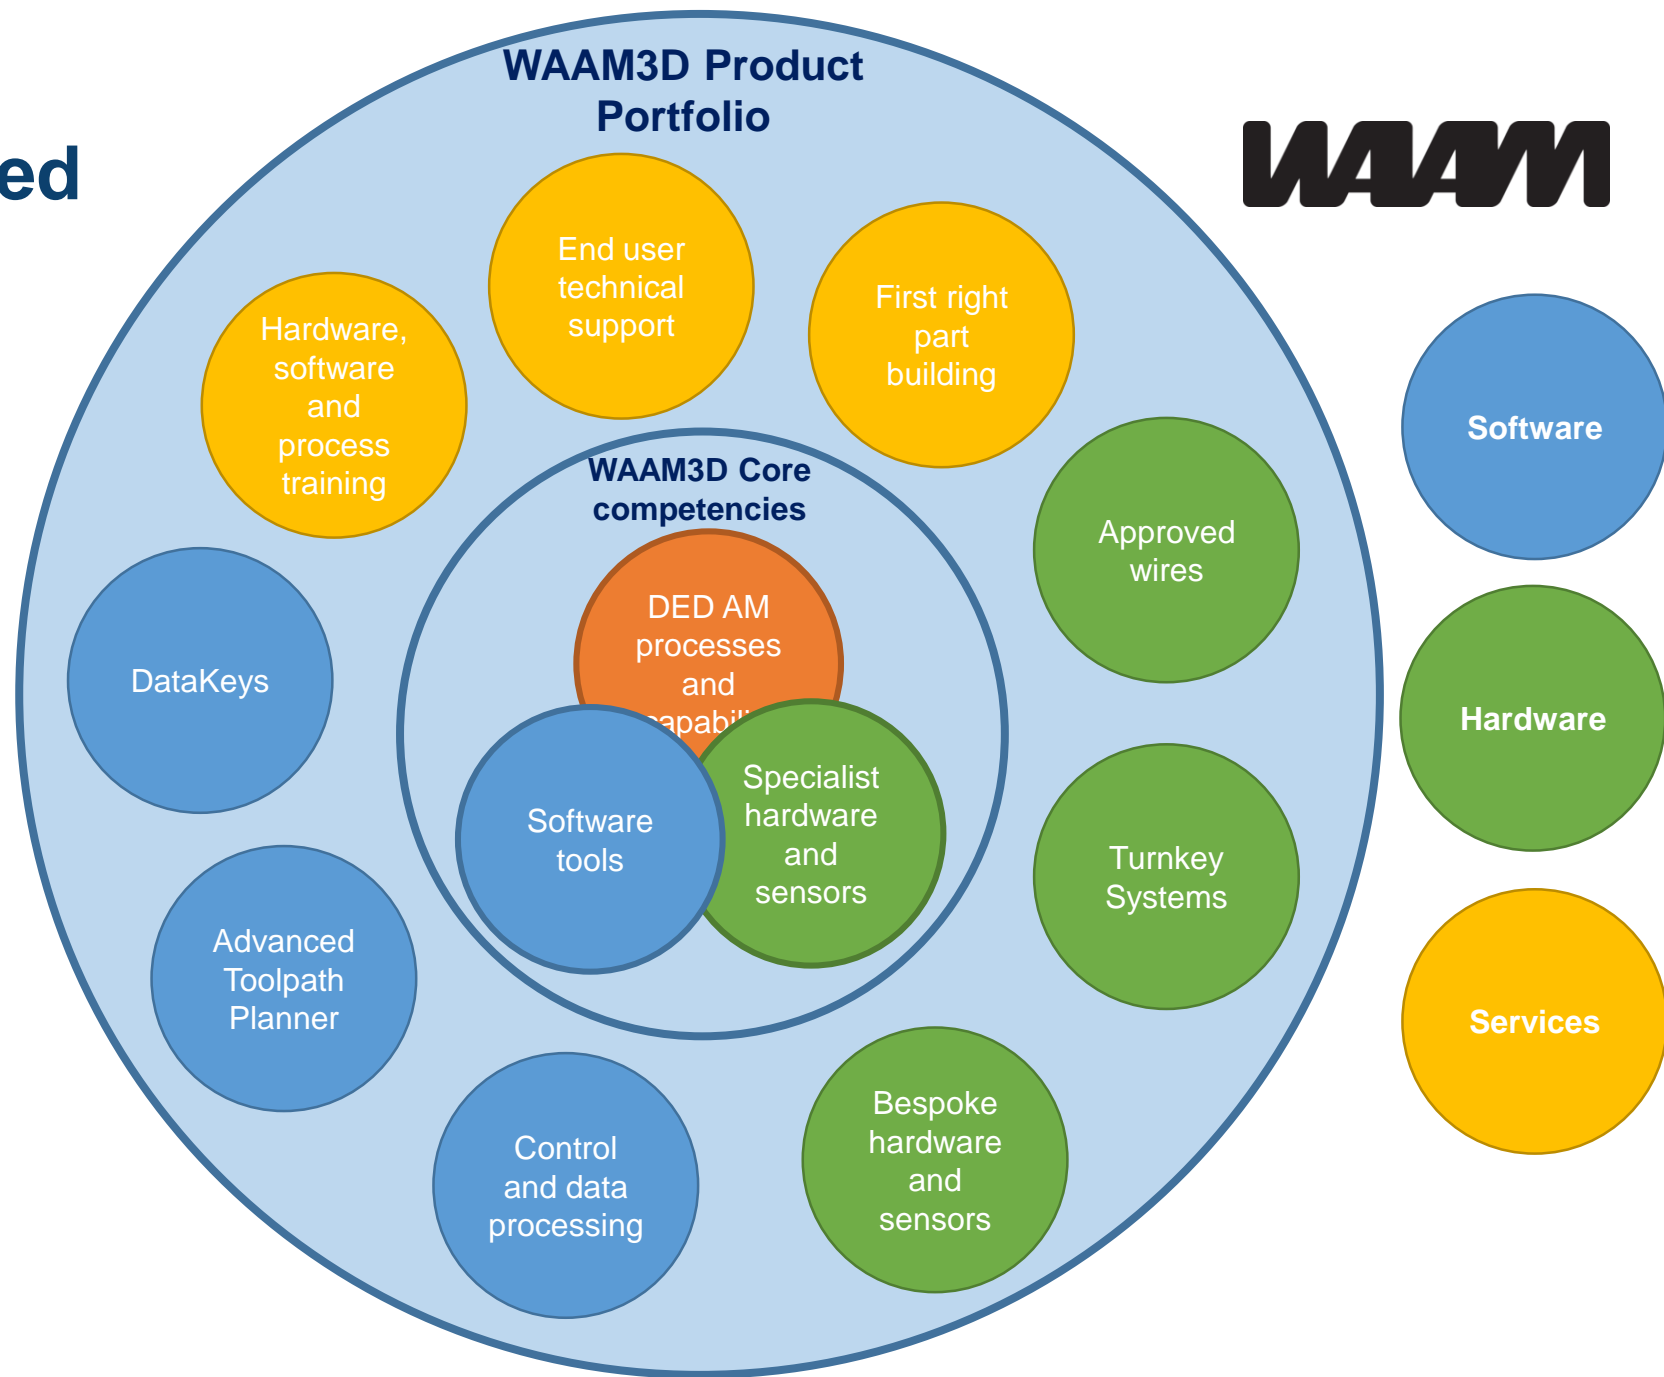 WAAM3D Product
Portfolio
ed
WAAM
End user
technical
support
First right
part
building
Hardware,
software
and
process
training
WAAM3D Core
competencies
Approved
wires
DED AM
processes
and
DataKeys
Software
tools
Specialist
hardware
and
sensors
Turnkey
Systems
Advanced
Toolpath
Planner
Control
and data
processing
Bespoke
hardware
and
sensors
Software
Hardware
Services